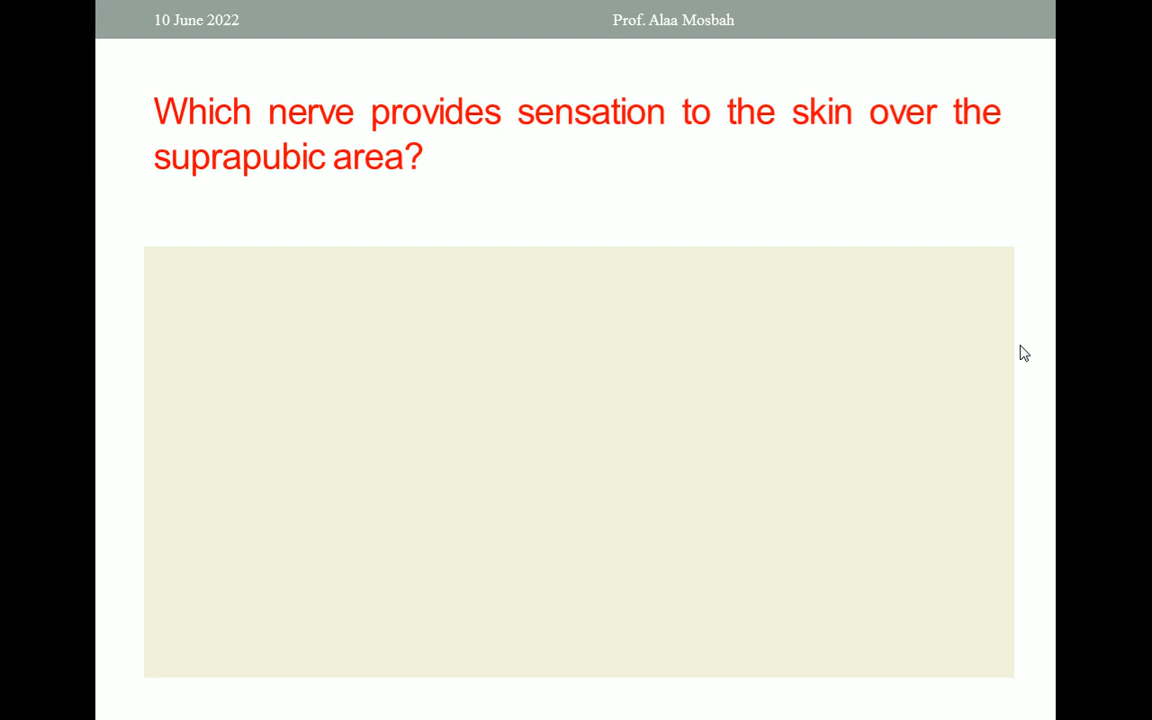 10 June 2022 Prof. Alaa Mosbah
Which nerve provides sensation to the skin over the
suprapubic area?